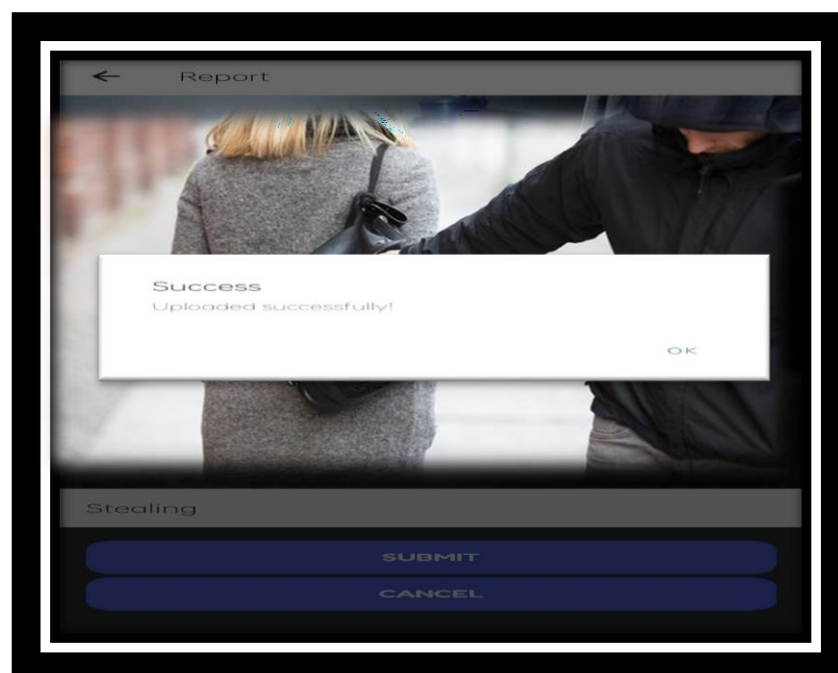 Report
Success
Uploaded successfully!
OK
Stealing
SUBMIT
CANCEL